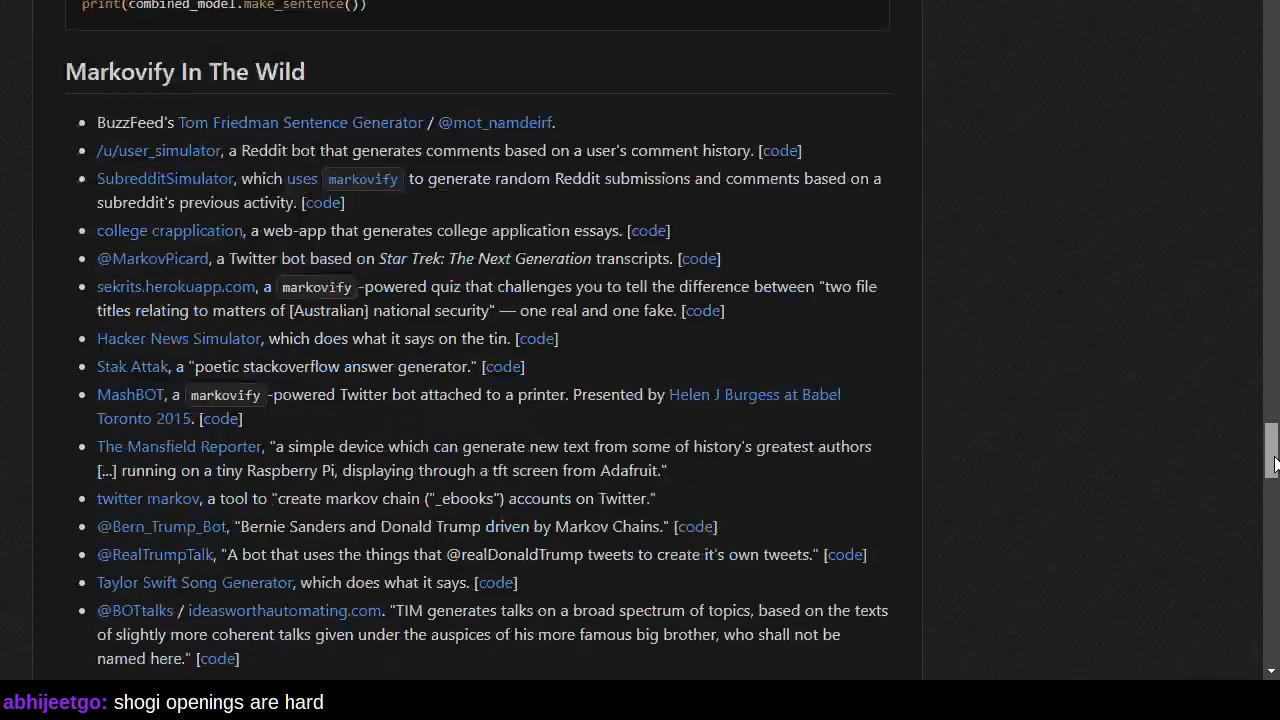 print(combined_model.make_sentence())
Markovify In The Wild
• BuzzFeed's Tom Friedman Sentence Generator / @mot_namdeirf.
• /u/user_simulator, a Reddit bot that generates comments based on a user's comment history. [code]
• SubredditSimulator, which uses markovify to generate random Reddit submissions and comments based on a
subreddit's previous activity. [code]
• college crapplication, a web-app that generates college application essays. [code]
• @MarkovPicard, a Twitter bot based on Star Trek: The Next Generation transcripts. [code]
• sekrits.herokuapp.com, a markovify-powered quiz that challenges you to tell the difference between "two file
titles relating to matters of [Australian] national security" — one real and one fake. [code]
• Hacker News Simulator, which does what it says on the tin. [code]
• Stak Attak, a "poetic stackoverflow answer generator." [code]
• MashBOT, a markovify-powered Twitter bot attached to a printer. Presented by Helen J Burgess at Babel
Toronto 2015. [code]
• The Mansfield Reporter, "a simple device which can generate new text from some of history's greatest authors
[...] running on a tiny Raspberry Pi, displaying through a tft screen from Adafruit."
• twitter markov, a tool to "create markov chain ("_ebooks") accounts on Twitter."
• @Bern_Trump_Bot, "Bernie Sanders and Donald Trump driven by Markov Chains." [code]
• @RealTrumpTalk, "A bot that uses the things that @realDonaldTrump tweets to create it's own tweets." [code]
• Taylor Swift Song Generator, which does what it says. [code]
• @BOTtalks / ideasworthautomating.com. "TIM generates talks on a broad spectrum of topics, based on the texts
of slightly more coherent talks given under the auspices of his more famous big brother, who shall not be
named here." [code]
abhijeetgo: shogi openings are hard